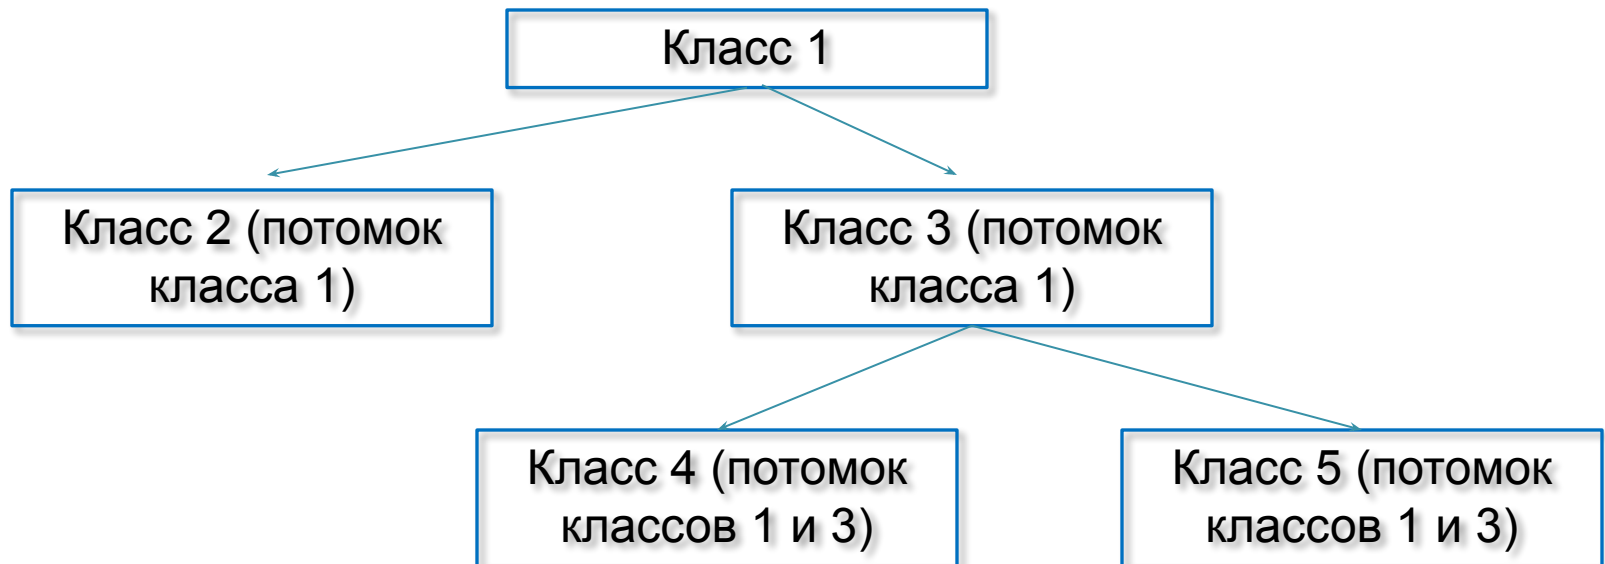 Класс 1
Класс 2 (потомок
класса 1)
Класс 3 (потомок
класса 1)
Класс 4 (потомок
классов 1 и 3)
Класс 5 (потомок
классов 1 и 3)